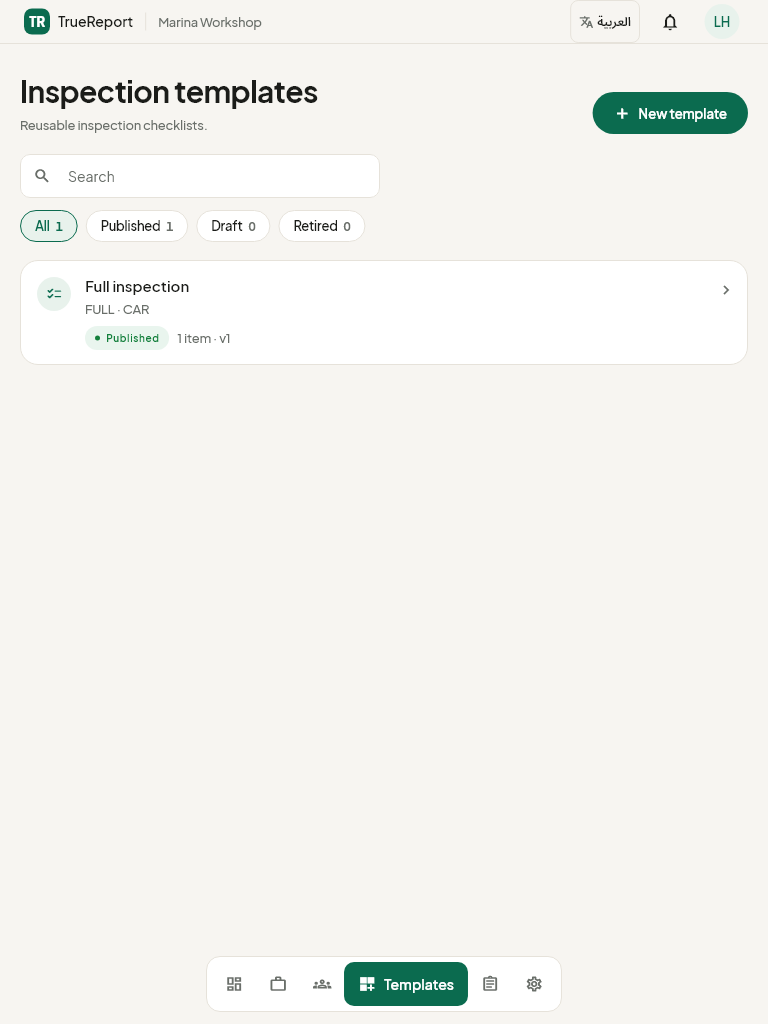 TR TrueReport Marina Workshop العربية LH
Inspection templates
Reusable inspection checklists.
New template
Search
All 1 Published 1 Draft 0 Retired 0
Full inspection
FULL · CAR
Published 1 item · v1
Templates